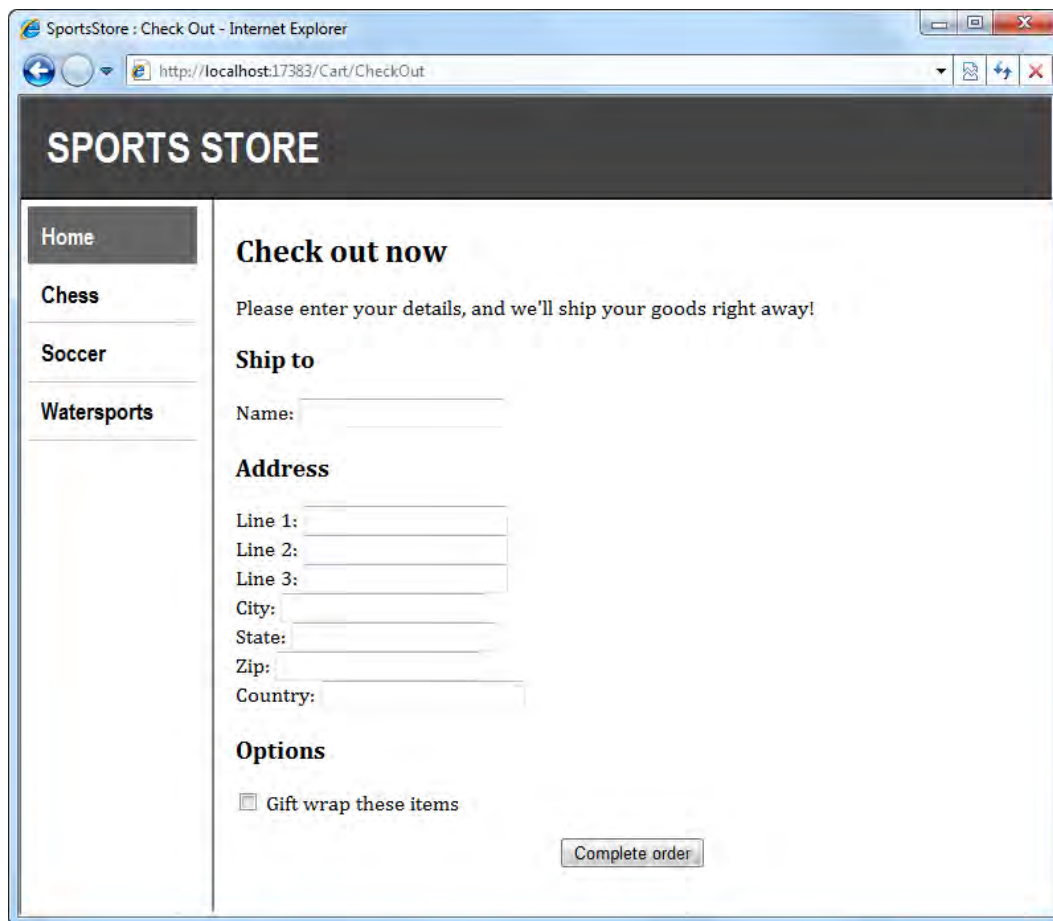 SportsStore : Check Out - Internet Explorer
http://localhost:17383/Cart/CheckOut
SPORTS STORE
Home
Chess
Soccer
Watersports
Check out now
Please enter your details, and we'll ship your goods right away!
Ship to
Name:
Address
Line 1:
Line 2:
Line 3:
City:
State:
Zip:
Country:
Options
Gift wrap these items
Complete order